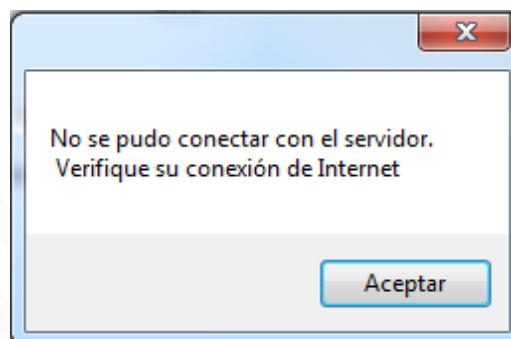 No se pudo conectar con el servidor.
Verifique su conexión de Internet
Aceptar